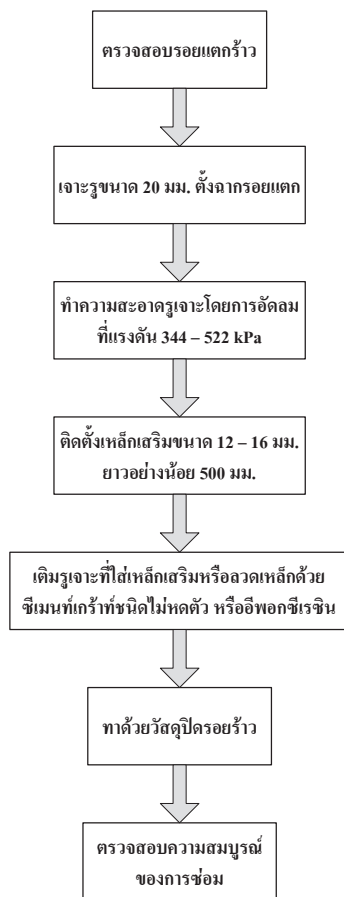 ตรวจสอบรอยแตกร้าว
เจาะรูขนาด 20 มม. ตั้งฉากรอยแตก
ทำความสะอาดรูเจาะโดยการอัดลม
ที่แรงดัน 344 – 522 kPa
ติดตั้งเหล็กเสริมขนาด 12 – 16 มม.
ยาวอย่างน้อย 500 มม.
เติมรูเจาะที่ใส่เหล็กเสริมหรือลวดเหล็กด้วย
ซีเมนท์เกร้าท์ชนิดไม่หดตัว หรืออีพอกซีเรซิน
ทาด้วยวัสดุปิดรอยร้าว
ตรวจสอบความสมบูรณ์
ของการซ่อม